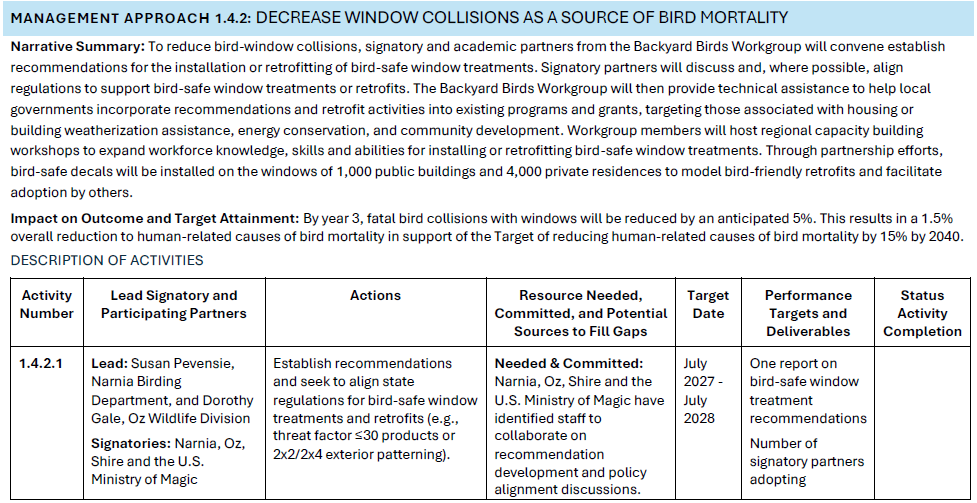 MANAGEMENT APPROACH 1.4.2: DECREASE WINDOW COLLISIONS AS A SOURCE OF BIRD MORTALITY
Narrative Summary: To reduce bird-window collisions, signatory and academic partners from the Backyard Birds Workgroup will convene establish
recommendations for the installation or retrofitting of bird-safe window treatments. Signatory partners will discuss and, where possible, align
regulations to support bird-safe window treatments or retrofits. The Backyard Birds Workgroup will then provide technical assistance to help local
governments incorporate recommendations and retrofit activities into existing programs and grants, targeting those associated with housing or
building weatherization assistance, energy conservation, and community development. Workgroup members will host regional capacity building
workshops to expand workforce knowledge, skills and abilities for installing or retrofitting bird-safe window treatments. Through partnership efforts,
bird-safe decals will be installed on the windows of 1,000 public buildings and 4,000 private residences to model bird-friendly retrofits and facilitate
adoption by others.
Impact on Outcome and Target Attainment: By year 3, fatal bird collisions with windows will be reduced by an anticipated 5%. This results in a 1.5%
overall reduction to human-related causes of bird mortality in support of the Target of reducing human-related causes of bird mortality by 15% by 2040.
DESCRIPTION OF ACTIVITIES
Activity
Number
Lead Signatory and
Participating Partners
Actions
Resource Needed,
Committed, and Potential
Sources to Fill Gaps
Target
Date
Performance
Targets and
Deliverables
Status
Activity
Completion
1.4.2.1
Lead: Susan Pevensie,
Narnia Birding
Department, and Dorothy
Gale, Oz Wildlife Division
Signatories: Narnia, Oz,
Shire and the U.S.
Ministry of Magic
Establish recommendations
and seek to align state
regulations for bird-safe window
treatments and retrofits (e.g.,
threat factor ≤30 products or
2x2/2x4 exterior patterning).
Needed & Committed:
Narnia, Oz, Shire and the
U.S. Ministry of Magic have
identified staff to
collaborate on
recommendation
development and policy
alignment discussions.
July
2027 -
July
2028
One report on
bird-safe window
treatment
recommendations
Number of
signatory partners
adopting